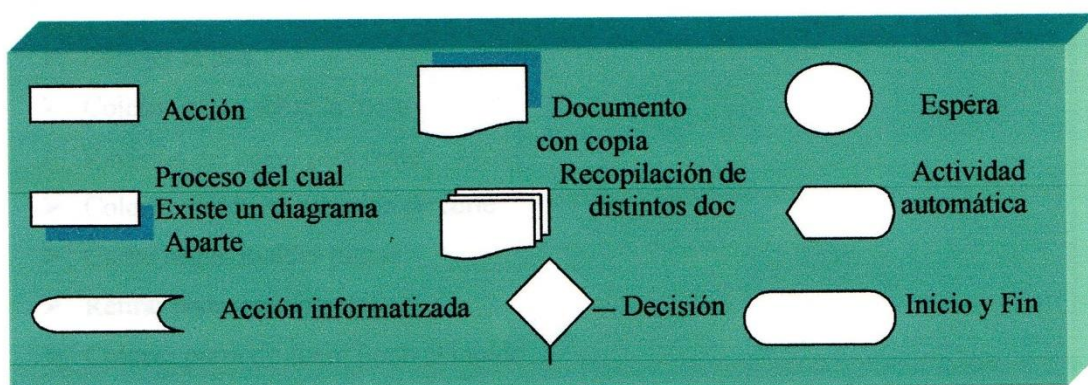 Acción
Documento
con copia
Espera
Proceso del cual
Existe un diagrama
Aparte
Recopilación de
distintos doc
Actividad
automática
Acción informatizada
— Decisión
Inicio y Fin